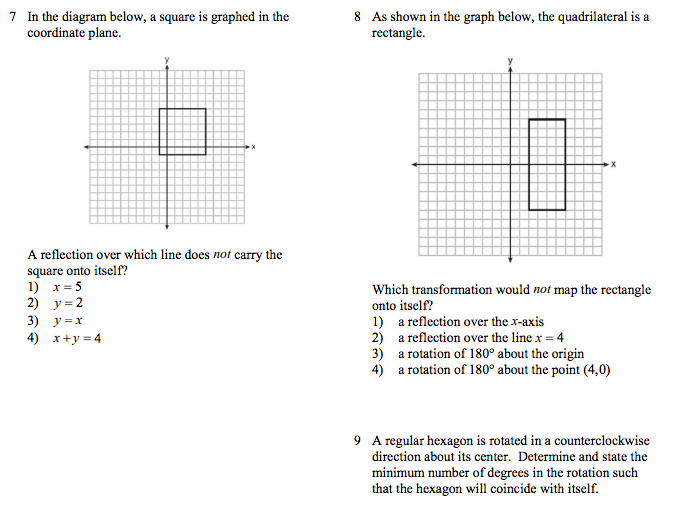 7 In the diagram below, a square is graphed in the
coordinate plane.
y
x
A reflection over which line does not carry the
square onto itself?
1) x = 5
2) y = 2
3) y = x
4) x + y = 4
8 As shown in the graph below, the quadrilateral is a
rectangle.
y
x
Which transformation would not map the rectangle
onto itself?
1) a reflection over the x-axis
2) a reflection over the line x = 4
3) a rotation of 180° about the origin
4) a rotation of 180° about the point (4,0)
9 A regular hexagon is rotated in a counterclockwise
direction about its center. Determine and state the
minimum number of degrees in the rotation such
that the hexagon will coincide with itself.